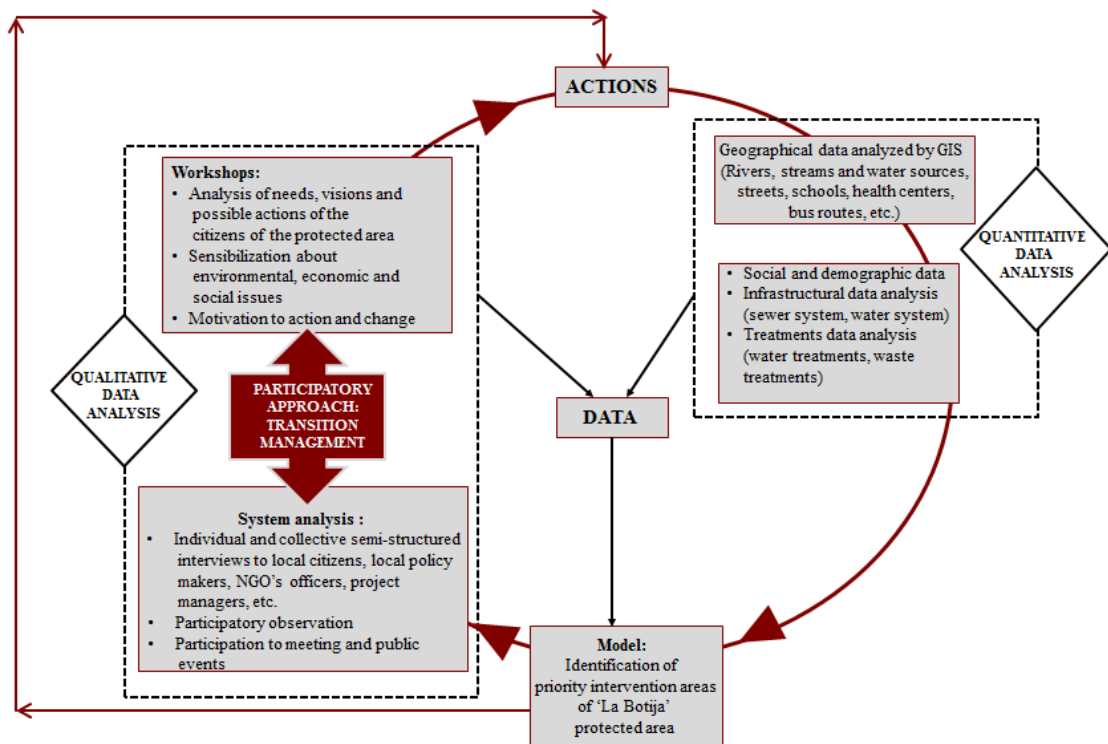 ACTIONS
Workshops:
• Analysis of needs, visions and
possible actions of the
citizens of the protected area
• Sensibilization about
environmental, economic and
social issues
• Motivation to action and change
QUALITATIVE
DATA
ANALYSIS
PARTICIPATORY
APPROACH:
TRANSITION
MANAGEMENT
System analysis :
• Individual and collective semi-structured
interviews to local citizens, local policy
makers, NGO’s officers, project
managers, etc.
• Participatory observation
• Participation to meeting and public
events
Geographical data analyzed by GIS
(Rivers, streams and water sources,
streets, schools, health centers,
bus routes, etc.)
• Social and demographic data
• Infrastructural data analysis
(sewer system, water system)
• Treatments data analysis
(water treatments, waste
treatments)
QUANTITATIVE
DATA
ANALYSIS
DATA
Model:
Identification of
priority intervention areas
of ‘La Botija’
protected area